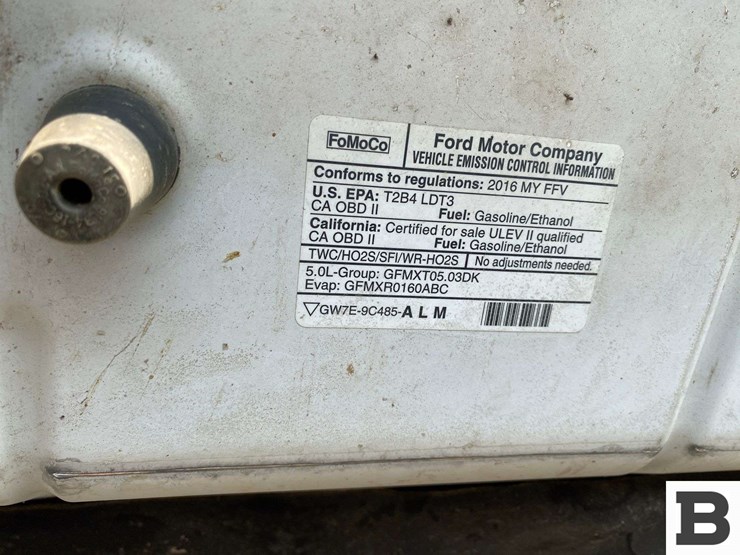 FoMoCo
Ford Motor Company
VEHICLE EMISSION CONTROL INFORMATION
Conforms to regulations: 2016 MY FFV
U.S. EPA: T2B4 LDT3
CA OBD II Fuel: Gasoline/Ethanol
California: Certified for sale ULEV II qualified
CA OBD II Fuel: Gasoline/Ethanol
TWC/HO2S/SFI/WR-HO2S No adjustments needed.
5.0L-Group: GFMXT05.03DK
Evap: GFMXR0160ABC
GW7E-9C485-A L M
B